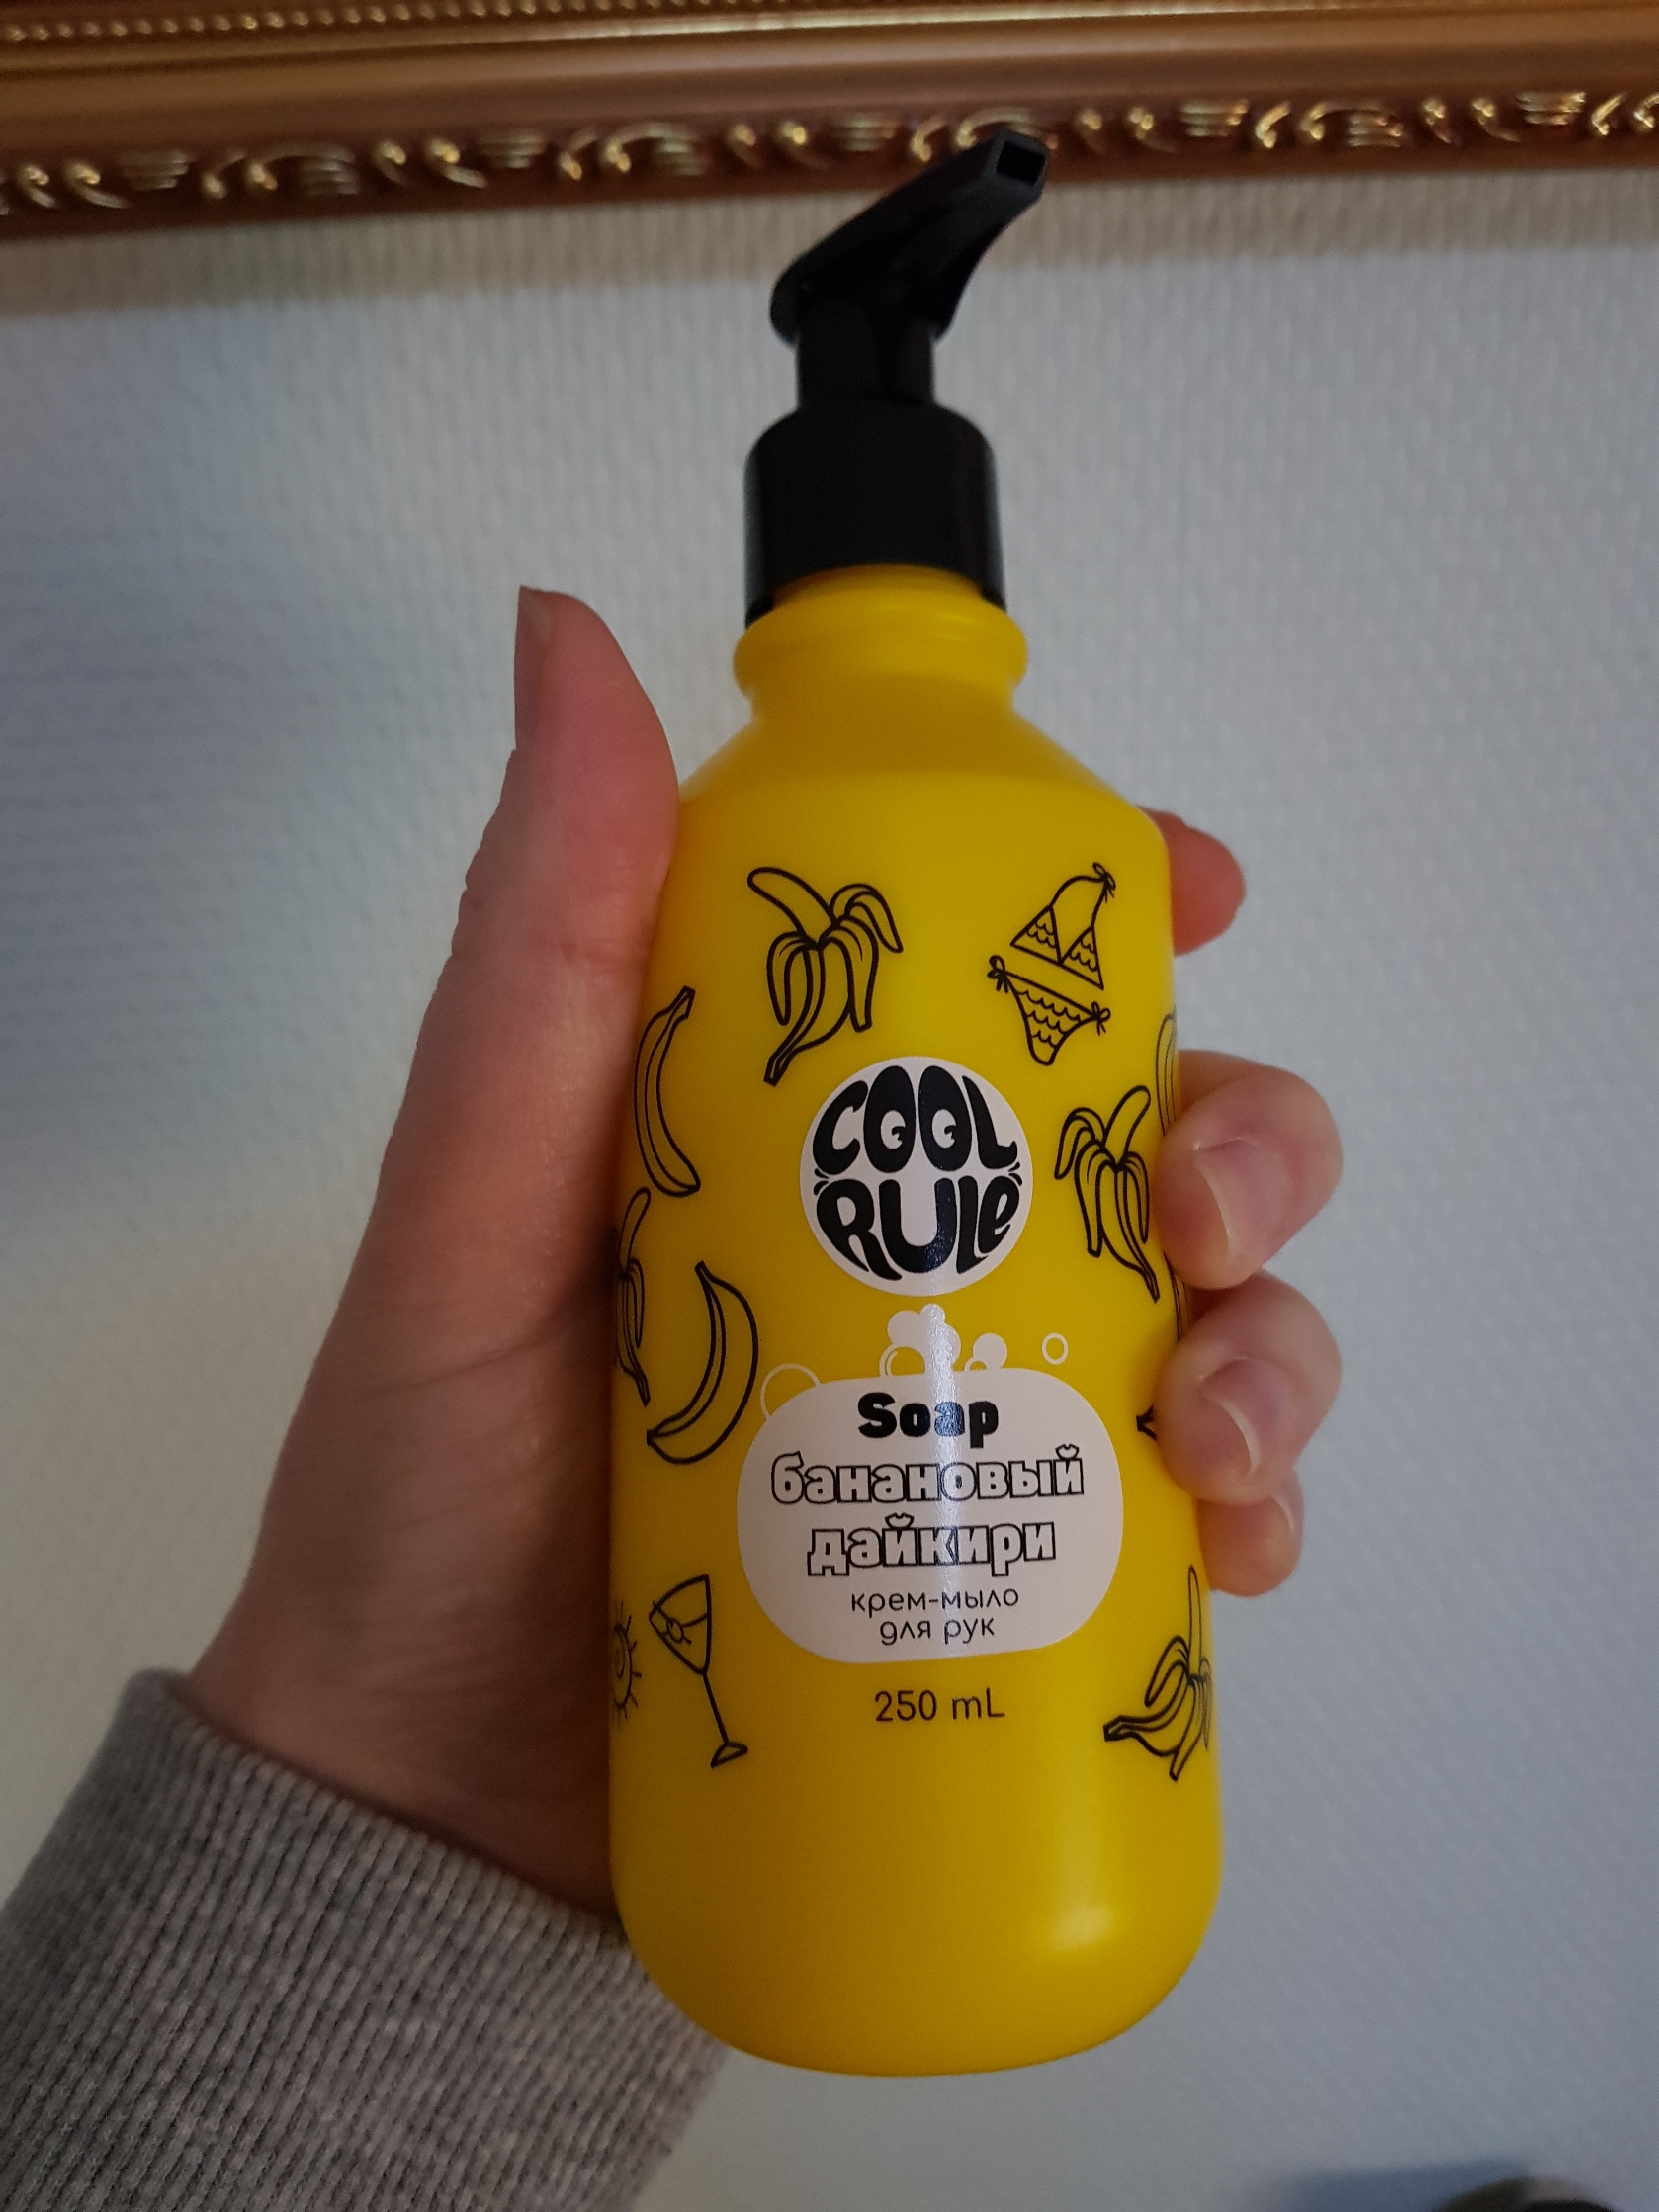 COOL
RULe
Soap
банановый
дайкири
крем-мыло
для рук
250 mL